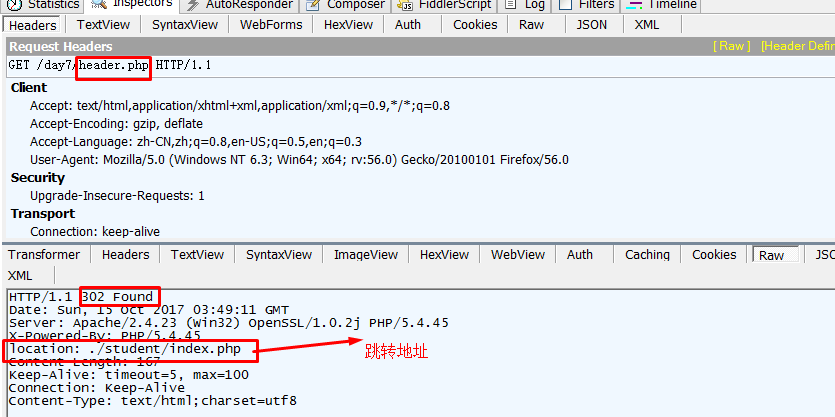 Statistics Inspectors AutoResponder Composer FiddlerScript Log Filters Timeline
Headers TextView SyntaxView WebForms HexView Auth Cookies Raw JSON XML
Request Headers [ Raw ] [Header Defin
GET /day7/header.php HTTP/1.1
Client
Accept: text/html,application/xhtml+xml,application/xml;q=0.9,*/*;q=0.8
Accept-Encoding: gzip, deflate
Accept-Language: zh-CN,zh;q=0.8,en-US;q=0.5,en;q=0.3
User-Agent: Mozilla/5.0 (Windows NT 6.3; Win64; x64; rv:56.0) Gecko/20100101 Firefox/56.0
Security
Upgrade-Insecure-Requests: 1
Transport
Connection: keep-alive
Transformer Headers TextView SyntaxView ImageView HexView WebView Auth Caching Cookies Raw JSO
XML
HTTP/1.1 302 Found
Date: Sun, 15 Oct 2017 03:49:11 GMT
Server: Apache/2.4.23 (Win32) OpenSSL/1.0.2j PHP/5.4.45
X-Powered-By: PHP/5.4.45
location: ./student/index.php
跳转地址
Content-Length: 167
Keep-Alive: timeout=5, max=100
Connection: Keep-Alive
Content-Type: text/html;charset=utf8